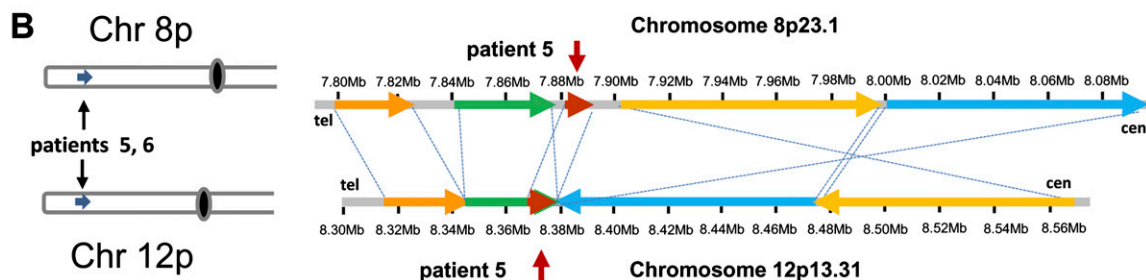 B
Chr 8p
patients 5, 6
Chr 12p
Chromosome 8p23.1
patient 5
7.80Mb 7.82Mb 7.84Mb 7.86Mb 7.88Mb 7.90Mb 7.92Mb 7.94Mb 7.96Mb 7.98Mb 8.00Mb 8.02Mb 8.04Mb 8.06Mb 8.08Mb
tel cen
tel cen
8.30Mb 8.32Mb 8.34Mb 8.36Mb 8.38Mb 8.40Mb 8.42Mb 8.44Mb 8.46Mb 8.48Mb 8.50Mb 8.52Mb 8.54Mb 8.56Mb
patient 5 Chromosome 12p13.31